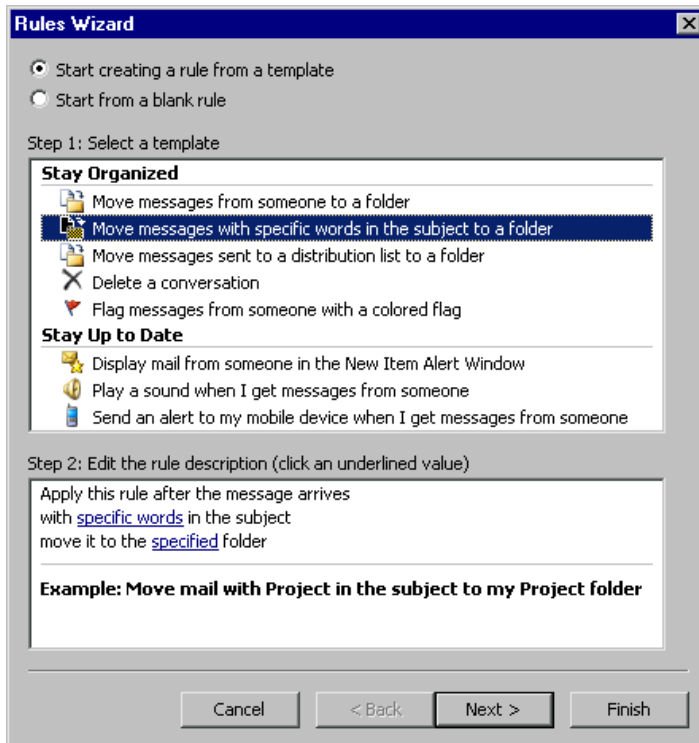 Rules Wizard
Start creating a rule from a template
Start from a blank rule
Step 1: Select a template
Stay Organized
Move messages from someone to a folder
Move messages with specific words in the subject to a folder
Move messages sent to a distribution list to a folder
Delete a conversation
Flag messages from someone with a colored flag
Stay Up to Date
Display mail from someone in the New Item Alert Window
Play a sound when I get messages from someone
Send an alert to my mobile device when I get messages from someone
Step 2: Edit the rule description (click an underlined value)
Apply this rule after the message arrives
with specific words in the subject
move it to the specified folder
Example: Move mail with Project in the subject to my Project folder
Cancel < Back Next > Finish